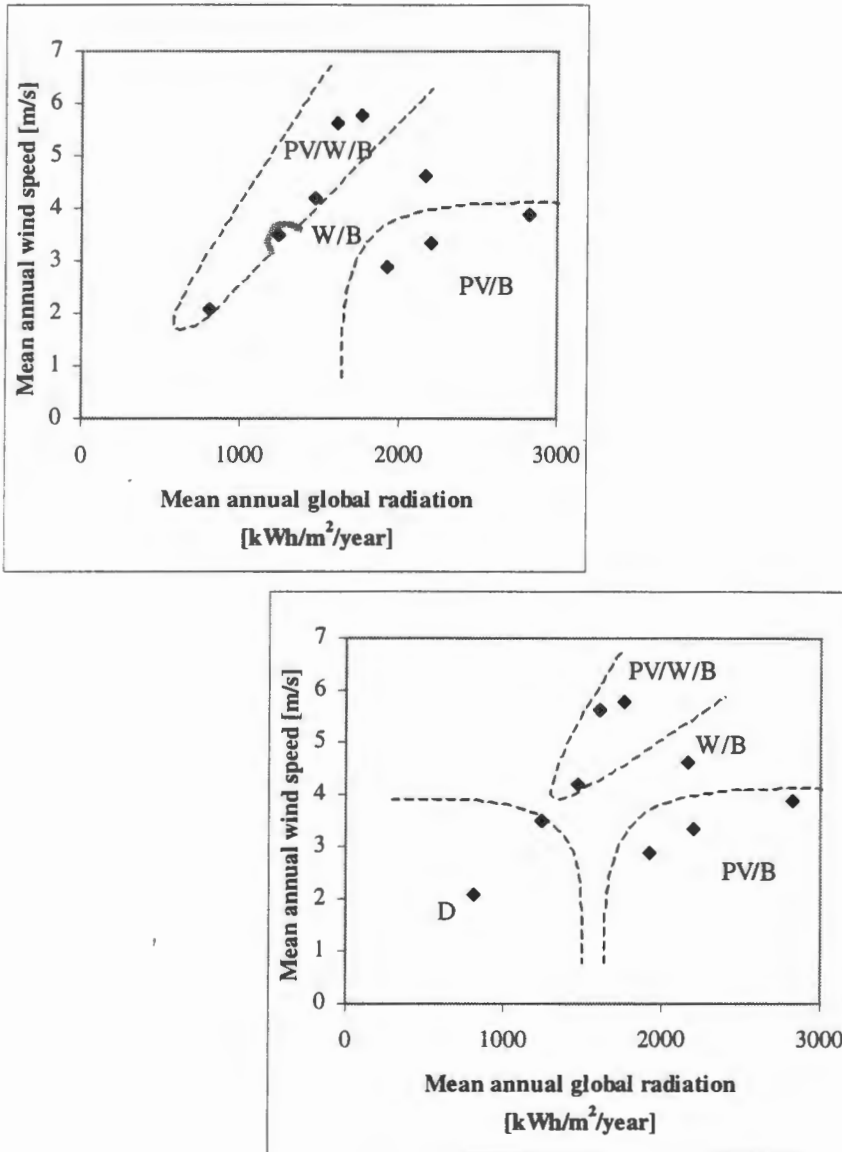 7
6
5
4
3
2
1
0
Mean annual wind speed [m/s]
PV/W/B
W/B
PV/B
0 1000 2000 3000
Mean annual global radiation
[kWh/m²/year]
7
6
5
4
3
2
1
0
Mean annual wind speed [m/s]
PV/W/B
W/B
PV/B
D
0 1000 2000 3000
Mean annual global radiation
[kWh/m²/year]